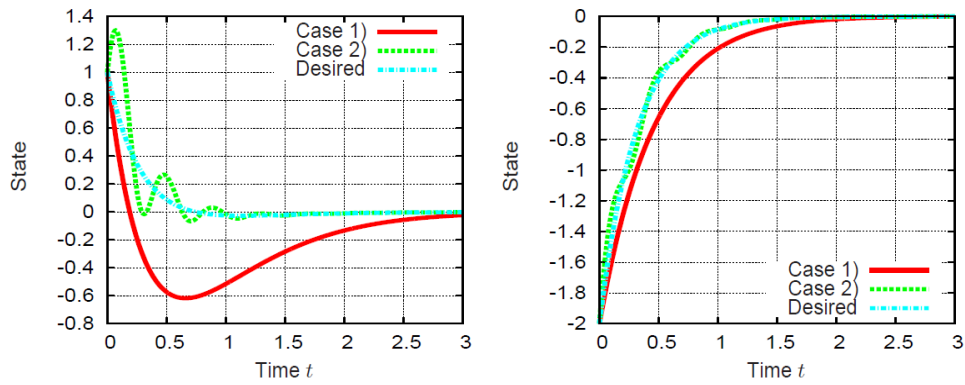 1.4
1.2
1
0.8
0.6
0.4
0.2
0
-0.2
-0.4
-0.6
-0.8
State
Case 1)
Case 2)
Desired
0 0.5 1 1.5 2 2.5 3
Time t
0
-0.2
-0.4
-0.6
-0.8
-1
-1.2
-1.4
-1.6
-1.8
-2
State
Case 1)
Case 2)
Desired
0 0.5 1 1.5 2 2.5 3
Time t